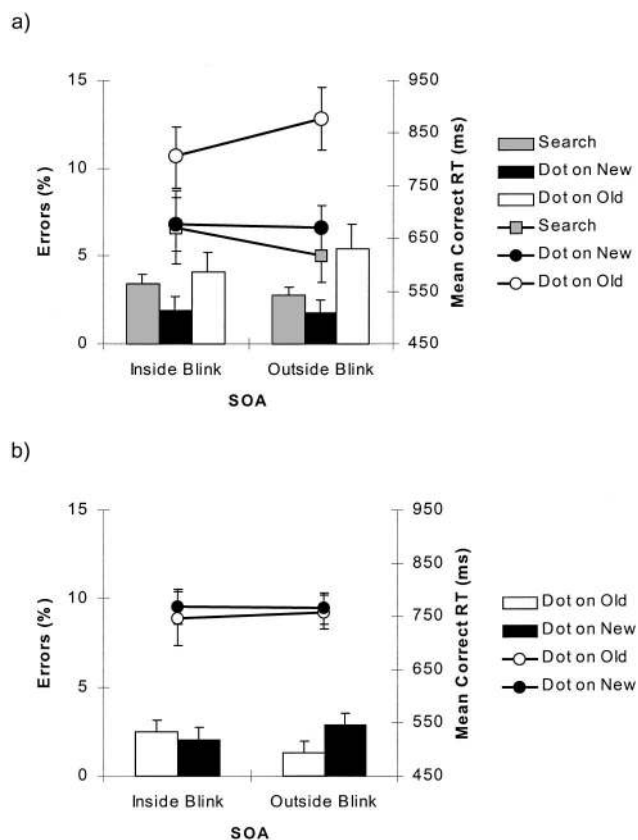 a)
15
10
5
0
Errors (%)
950
850
750
650
550
450
Mean Correct RT (ms)
Inside Blink
Outside Blink
SOA
Search
Dot on New
Dot on Old
Search
Dot on New
Dot on Old
b)
15
10
5
0
Errors (%)
950
850
750
650
550
450
Mean Correct RT (ms)
Inside Blink
Outside Blink
SOA
Dot on Old
Dot on New
Dot on Old
Dot on New